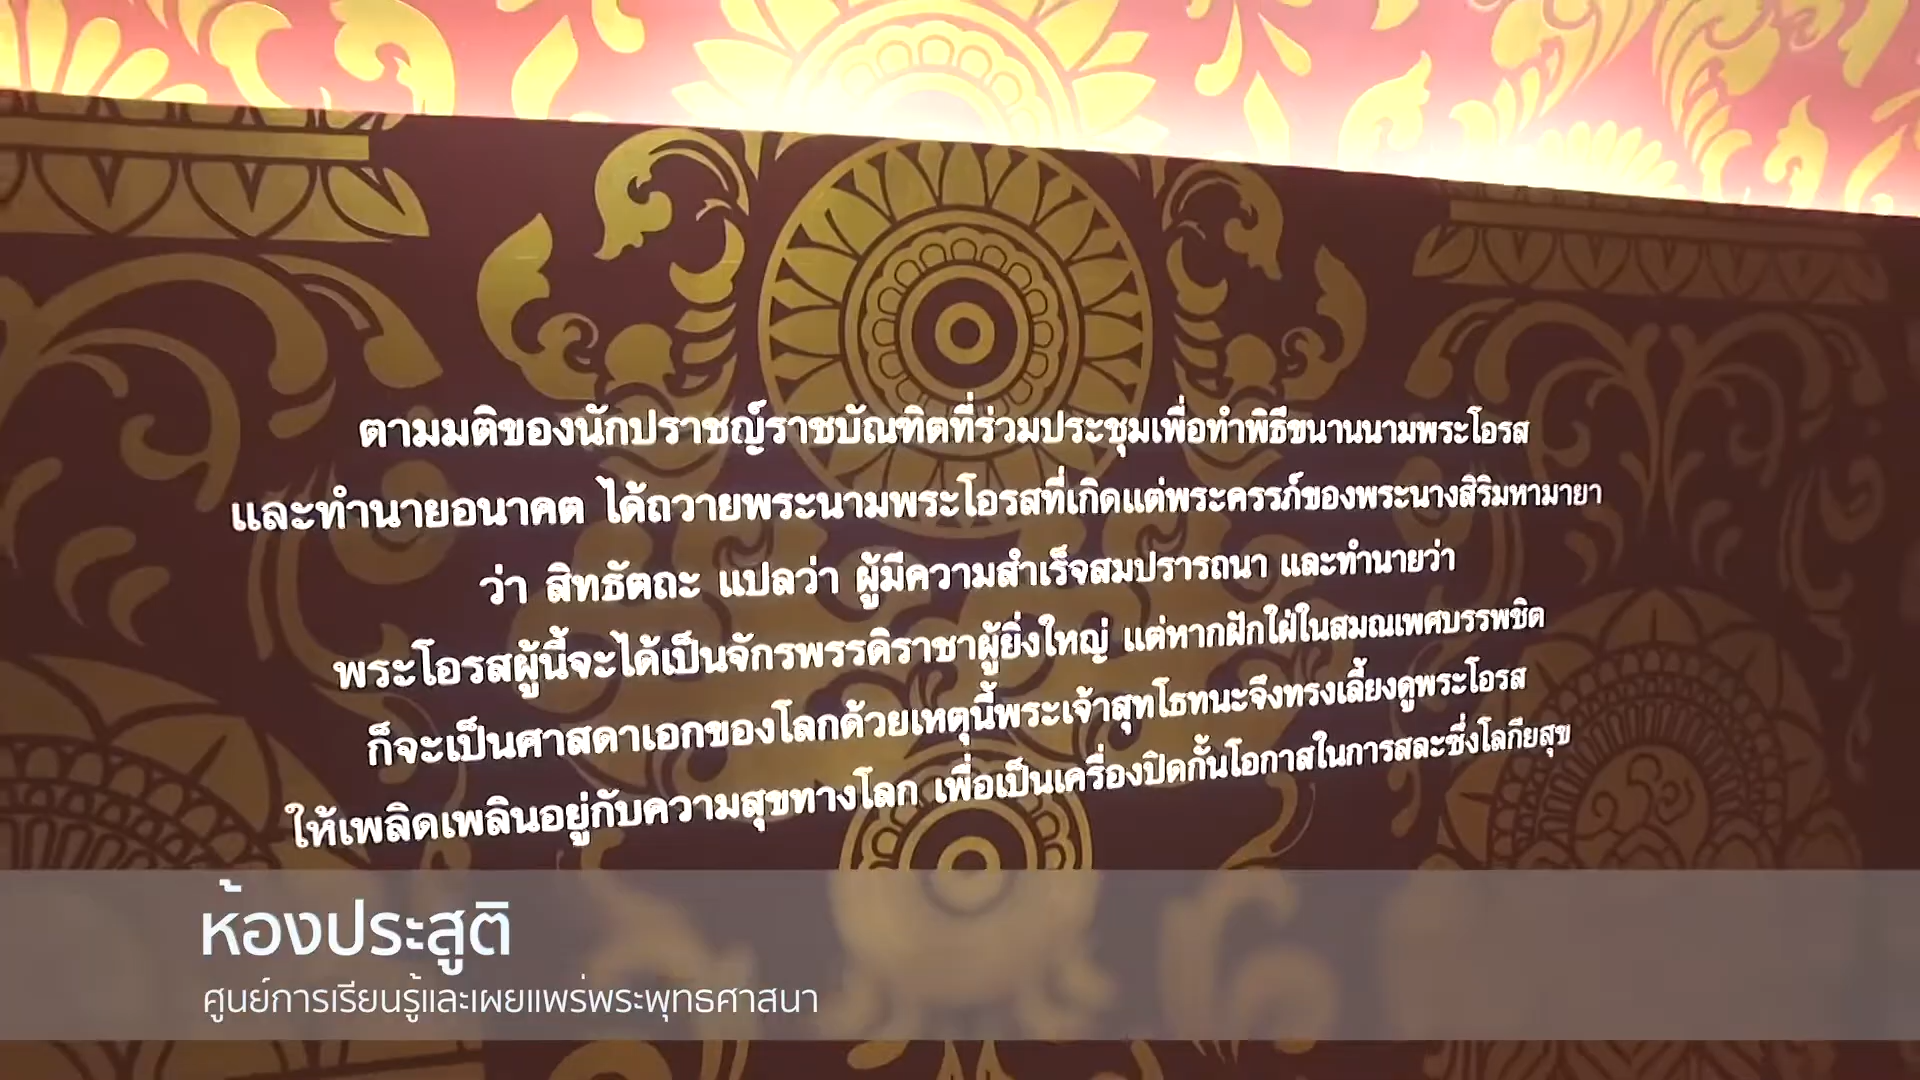 ตามมติของนักปราชญ์ราชบัณฑิตที่ร่วมประชุมเพื่อทำพิธีขนานนามพระโอรส
และทำนายอนาคต ได้ถวายพระนามพระโอรสที่เกิดแต่พระครรภ์ของพระนางสิริมหามายา
ว่า สิทธัตถะ แปลว่า ผู้มีความสำเร็จสมปรารถนา และทำนายว่า
พระโอรสผู้นี้จะได้เป็นจักรพรรดิราชาผู้ยิ่งใหญ่ แต่หากฝักใฝ่ในสมณเพศบรรพชิต
ก็จะเป็นศาสดาเอกของโลกด้วยเหตุนี้พระเจ้าสุทโธทนะจึงทรงเลี้ยงดูพระโอรส
ให้เพลิดเพลินอยู่กับความสุขทางโลก เพื่อเป็นเครื่องปิดกั้นโอกาสในการสละซึ่งโลกียสุข
ห้องประสูติ
ศูนย์การเรียนรู้และเผยแพร่พระพุทธศาสนา